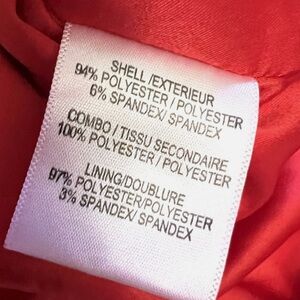 SHELL /EXTERIEUR
94% POLYESTER / POLYESTER
6% SPANDEX/ SPANDEX
COMBO / TISSU SECONDAIRE
100% POLYESTER / POLYESTER
LINING/DOUBLURE
97% POLYESTER/POLYESTER
3% SPANDEX/ SPANDEX